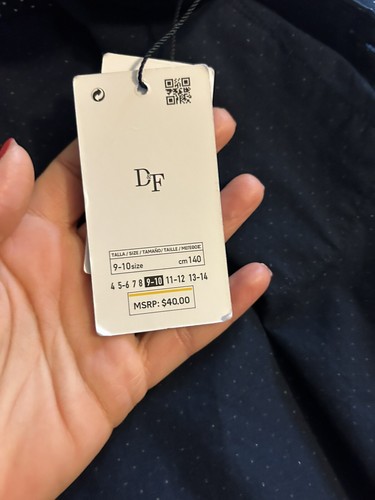 DF
TALLA / SIZE / TAMAÑO / TAILLE / ΜΕΓΕΘΟΣ
9-10size cm 140
4 5-6 7 8 9-10 11-12 13-14
MSRP: $40.00